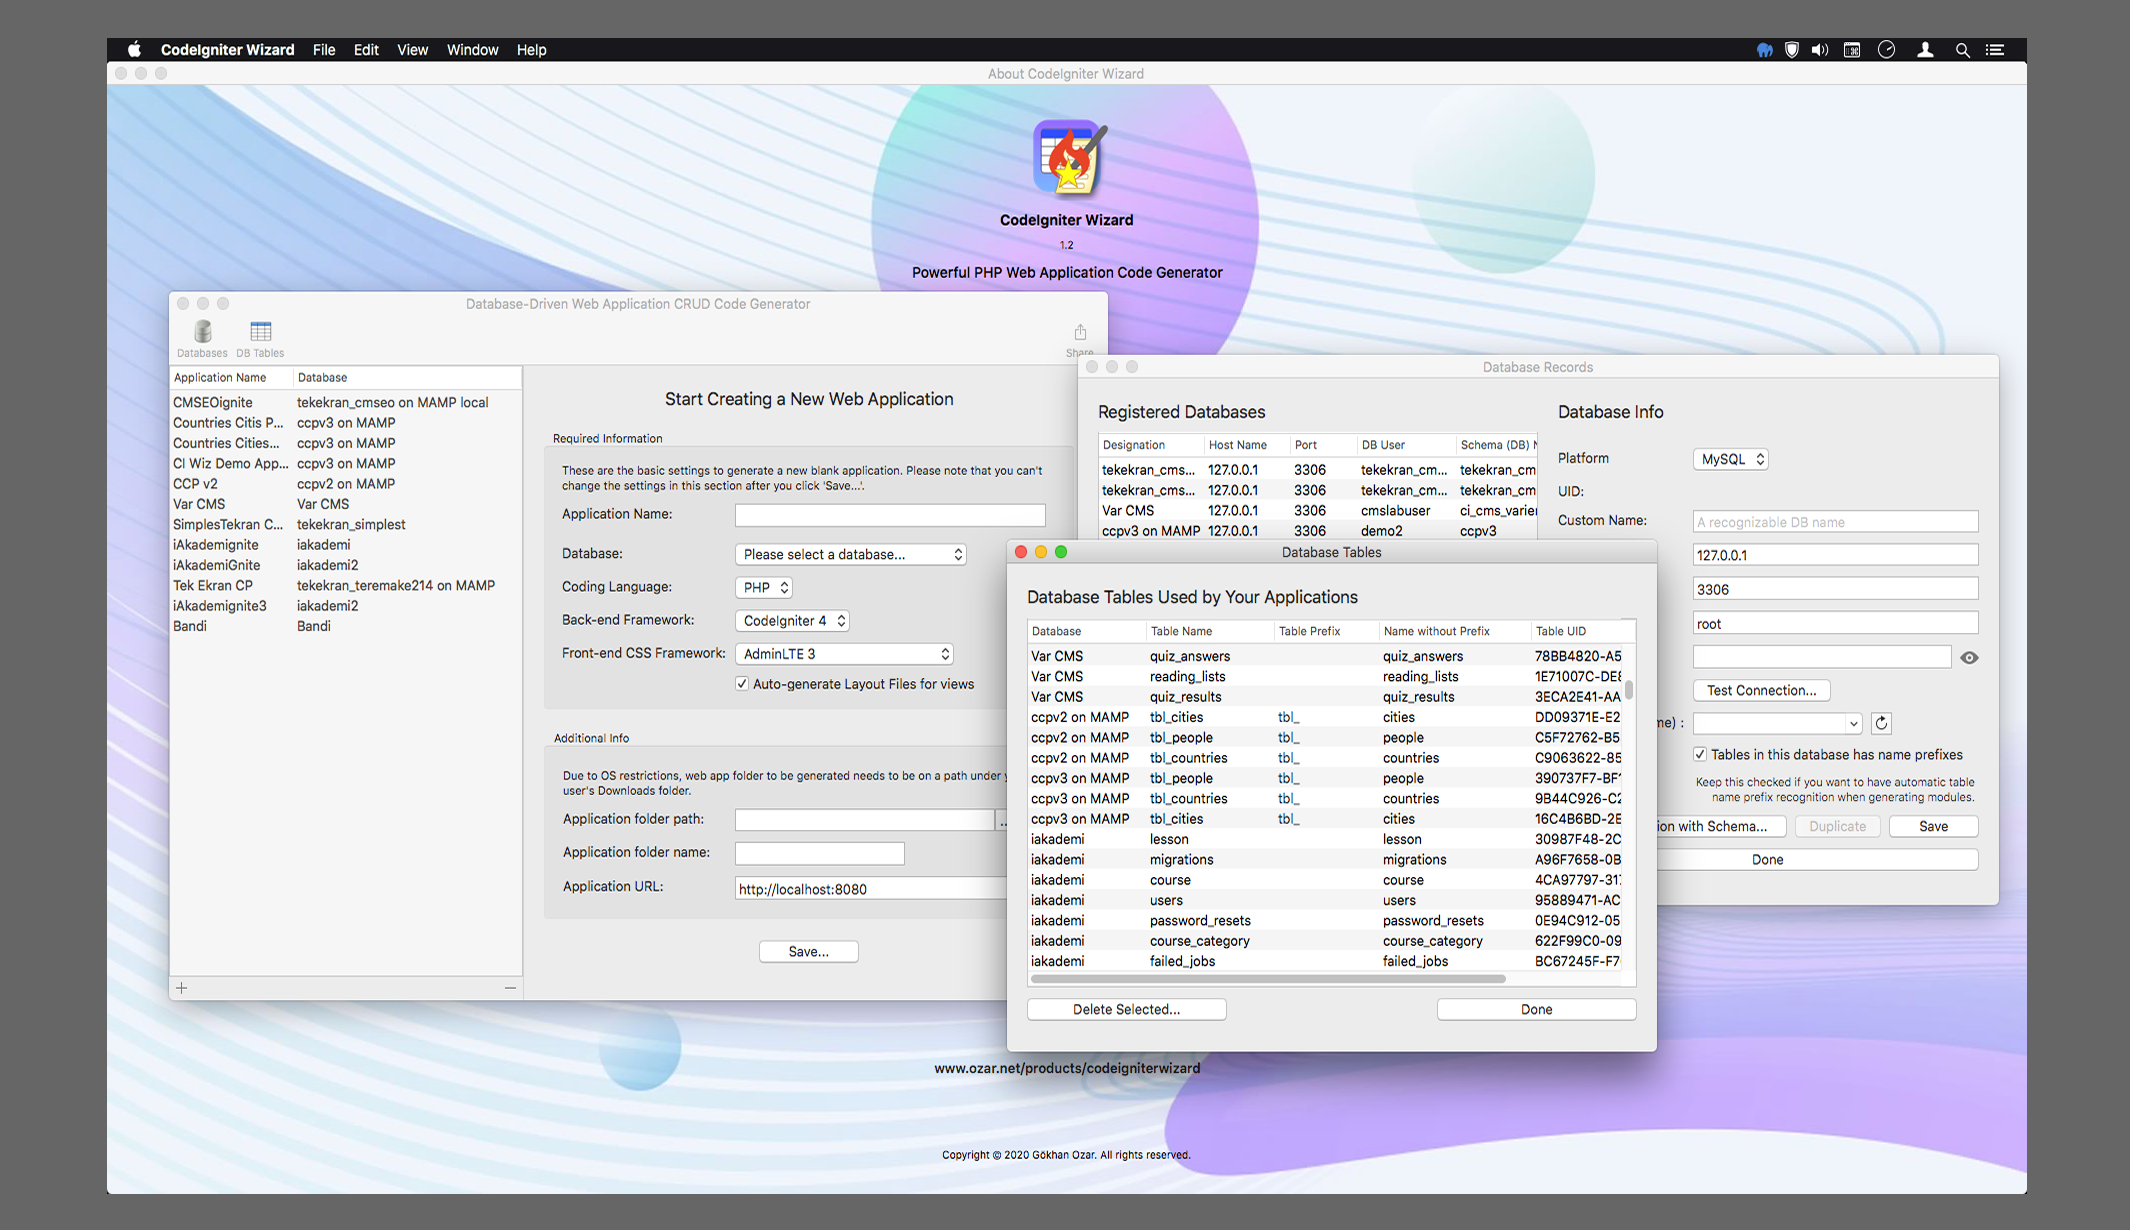 CodeIgniter Wizard File Edit View Window Help
About CodeIgniter Wizard
CodeIgniter Wizard
1.2
Powerful PHP Web Application Code Generator
Database-Driven Web Application CRUD Code Generator
Databases DB Tables
Share
Application Name Database
CMSEOignite tekekran_cmseo on MAMP local
Countries Citis P... ccpv3 on MAMP
Countries Cities... ccpv3 on MAMP
CI Wiz Demo App... ccpv3 on MAMP
CCP v2 ccpv2 on MAMP
Var CMS Var CMS
SimplesTekran C... tekekran_simplest
iAkademignite iakademi
iAkademiGnite iakademi2
Tek Ekran CP tekekran_teremake214 on MAMP
iAkademignite3 iakademi2
Bandi Bandi
Start Creating a New Web Application
Required Information
These are the basic settings to generate a new blank application. Please note that you can't
change the settings in this section after you click 'Save...'.
Application Name:
Database: Please select a database...
Coding Language: PHP
Back-end Framework: CodeIgniter 4
Front-end CSS Framework: AdminLTE 3
Auto-generate Layout Files for views
Additional Info
Due to OS restrictions, web app folder to be generated needs to be on a path under
user's Downloads folder.
Application folder path:
Application folder name:
Application URL: http://localhost:8080
Save...
Database Records
Registered Databases
Designation Host Name Port DB User Schema (DB) N
tekekran_cms... 127.0.0.1 3306 tekekran_cm... tekekran_cm
tekekran_cms... 127.0.0.1 3306 tekekran_cm... tekekran_cm
Var CMS 127.0.0.1 3306 cmslabuser ci_cms_varien
ccpv3 on MAMP 127.0.0.1 3306 demo2 ccpv3
Database Info
Platform MySQL
UID:
Custom Name: A recognizable DB name
127.0.0.1
3306
root
Test Connection...
me) :
Tables in this database has name prefixes
Keep this checked if you want to have automatic table
name prefix recognition when generating modules.
ion with Schema... Duplicate Save
Done
Database Tables
Database Tables Used by Your Applications
Database Table Name Table Prefix Name without Prefix Table UID
Var CMS quiz_answers quiz_answers 78BB4820-A5
Var CMS reading_lists reading_lists 1E71007C-DE8
Var CMS quiz_results quiz_results 3ECA2E41-AA
ccpv2 on MAMP tbl_cities tbl_ cities DD09371E-E2
ccpv2 on MAMP tbl_people tbl_ people C5F72762-B5
ccpv2 on MAMP tbl_countries tbl_ countries C9063622-85
ccpv3 on MAMP tbl_people tbl_ people 390737F7-BF
ccpv3 on MAMP tbl_countries tbl_ countries 9B44C926-C2
ccpv3 on MAMP tbl_cities tbl_ cities 16C4B6BD-2E
iakademi lesson lesson 30987F48-2C
iakademi migrations migrations A96F7658-0B
iakademi course course 4CA97797-31
iakademi users users 95889471-AC
iakademi password_resets password_resets 0E94C912-05
iakademi course_category course_category 622F99C0-09
iakademi failed_jobs failed_jobs BC67245F-F7
Delete Selected... Done
www.ozar.net/products/codeigniterwizard
Copyright © 2020 Gökhan Ozar. All rights reserved.